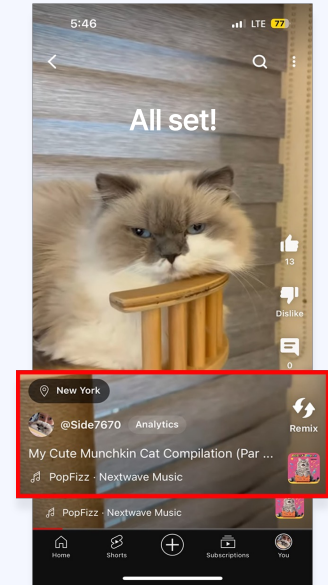 5:46 LTE 77
All set!
13
Dislike
0
New York
@Side7670 Analytics
Remix
My Cute Munchkin Cat Compilation (Par ...
PopFizz · Nextwave Music
PopFizz · Nextwave Music
Home Shorts Subscriptions You